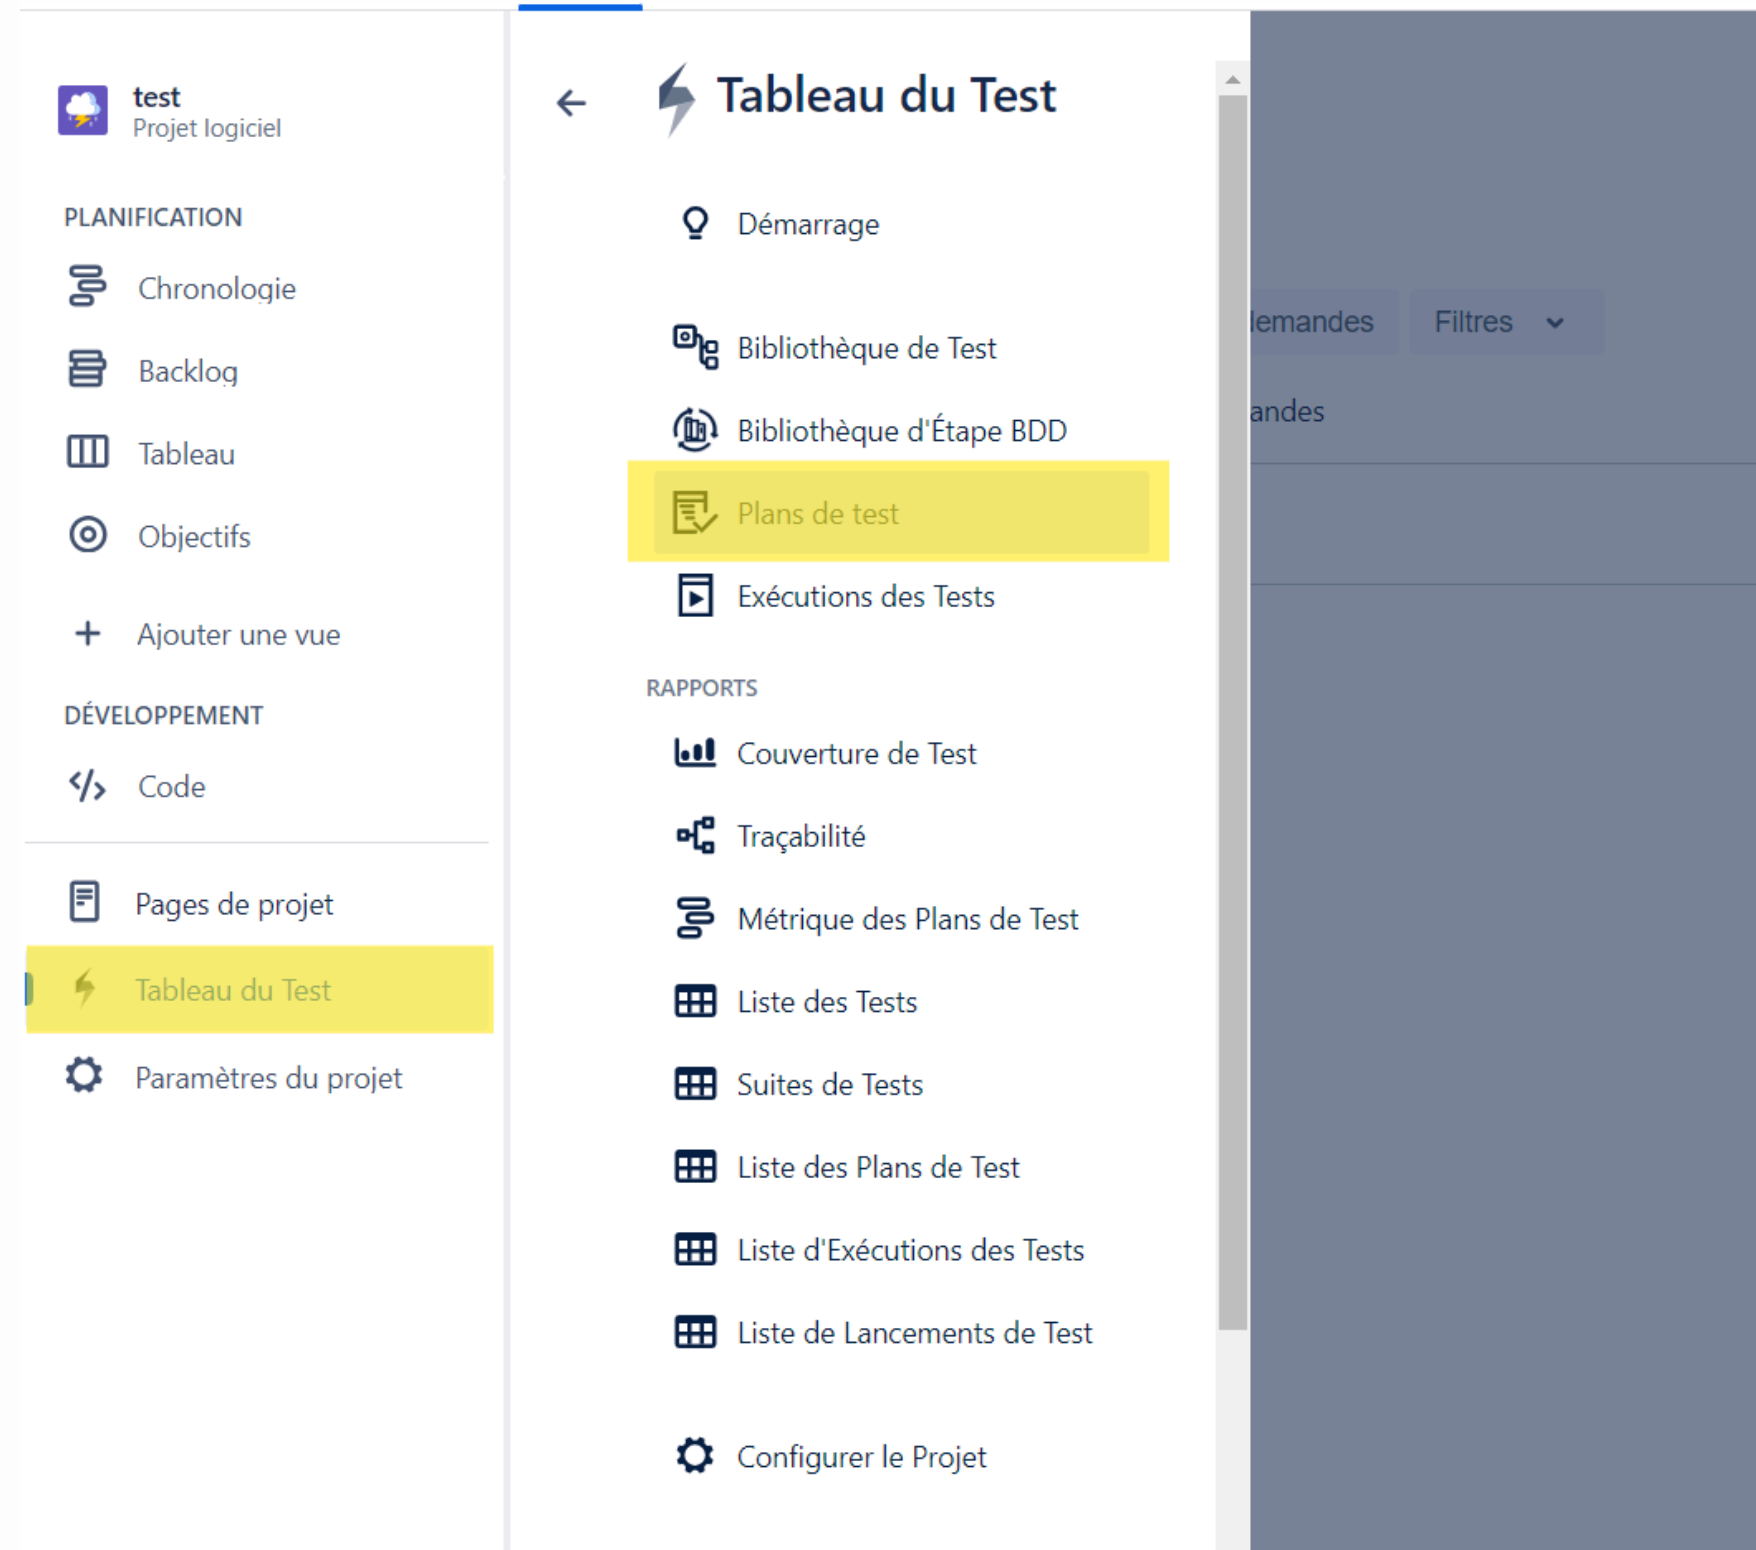 test
Projet logiciel
PLANIFICATION
Chronologie
Backlog
Tableau
Objectifs
Ajouter une vue
DÉVELOPPEMENT
Code
Pages de projet
Tableau du Test
Paramètres du projet
Tableau du Test
Démarrage
Bibliothèque de Test
Bibliothèque d'Étape BDD
Plans de test
Exécutions des Tests
RAPPORTS
Couverture de Test
Traçabilité
Métrique des Plans de Test
Liste des Tests
Suites de Tests
Liste des Plans de Test
Liste d'Exécutions des Tests
Liste de Lancements de Test
Configurer le Projet
emandes Filtres
andes